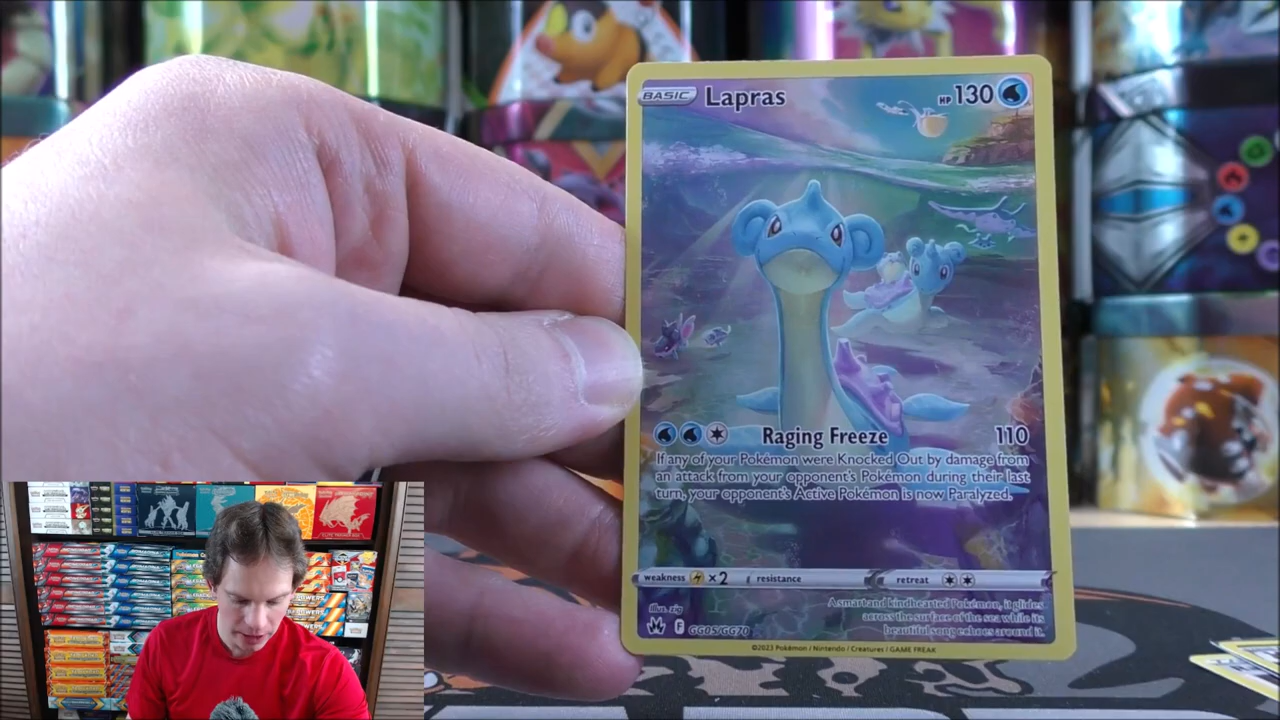 BASIC Lapras HP 130
Raging Freeze 110
If any of your Pokémon were Knocked Out by damage from
an attack from your opponent's Pokémon during their last
turn, your opponent's Active Pokémon is now Paralyzed.
weakness ×2 resistance retreat
Illus. zip
F GG05/GG70
A smart and kindhearted Pokémon, it glides
across the surface of the sea while its
beautiful song echoes around it.
©2023 Pokémon / Nintendo / Creatures / GAME FREAK